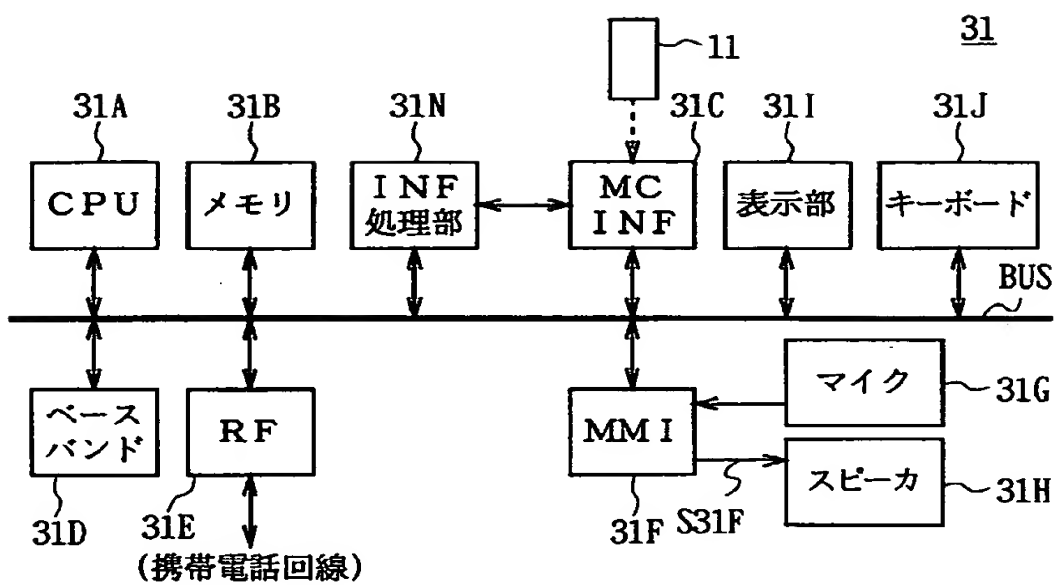 31
11
31A
31B
31N
31C
31I
31J
CPU
メモリ
INF
処理部
MC
INF
表示部
キーボード
BUS
ベース
バンド
RF
MMI
マイク
31G
スピーカ
31H
31D
31E
31F
S31F
(携帯電話回線)